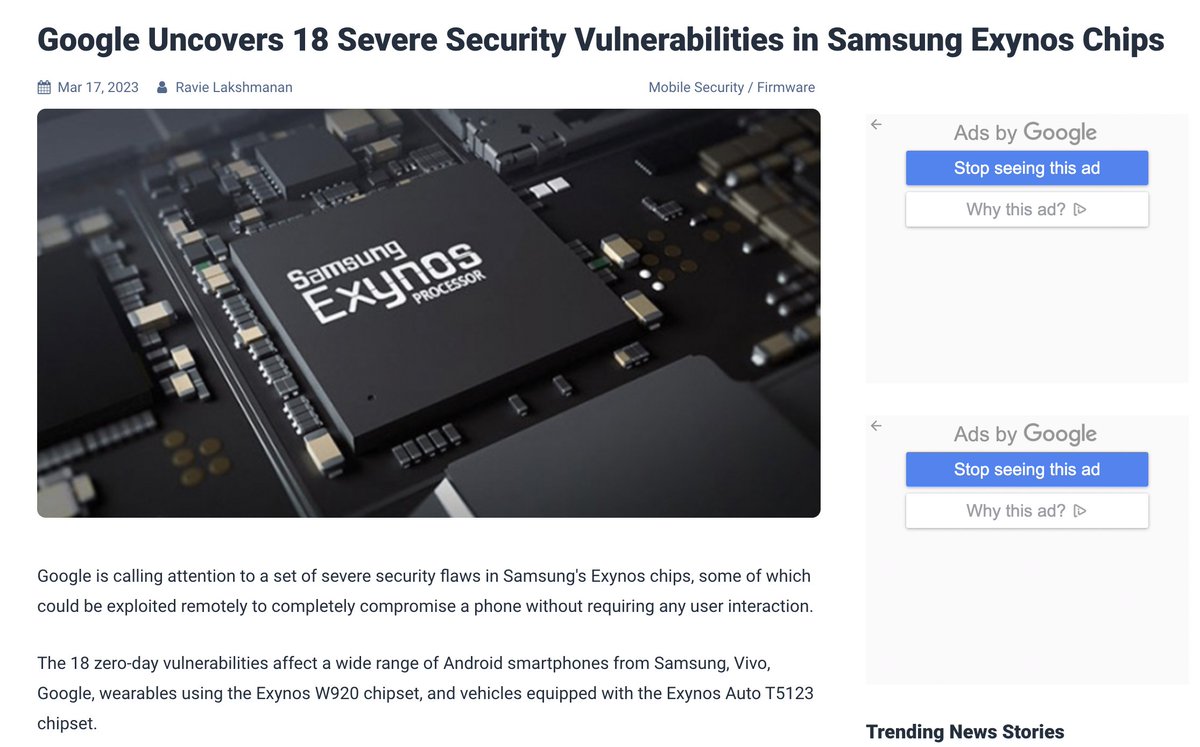 Google Uncovers 18 Severe Security Vulnerabilities in Samsung Exynos Chips
Mar 17, 2023 Ravie Lakshmanan Mobile Security / Firmware
Samsung
Exynos
PROCESSOR
Google is calling attention to a set of severe security flaws in Samsung's Exynos chips, some of which
could be exploited remotely to completely compromise a phone without requiring any user interaction.
The 18 zero-day vulnerabilities affect a wide range of Android smartphones from Samsung, Vivo,
Google, wearables using the Exynos W920 chipset, and vehicles equipped with the Exynos Auto T5123
chipset.
Ads by Google
Stop seeing this ad
Why this ad?
Ads by Google
Stop seeing this ad
Why this ad?
Trending News Stories